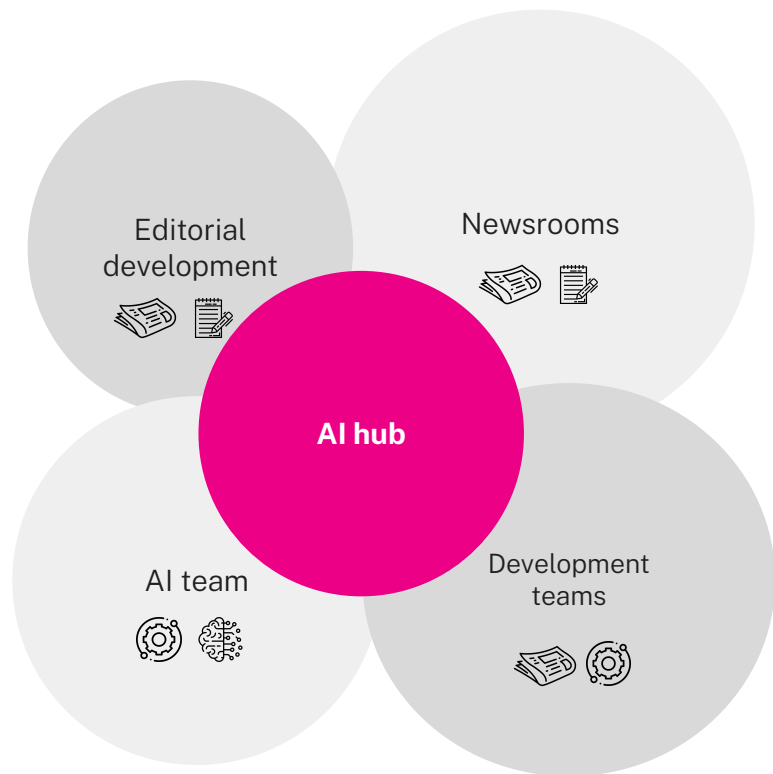 Editorial
development
Newsrooms
AI hub
AI team
Development
teams